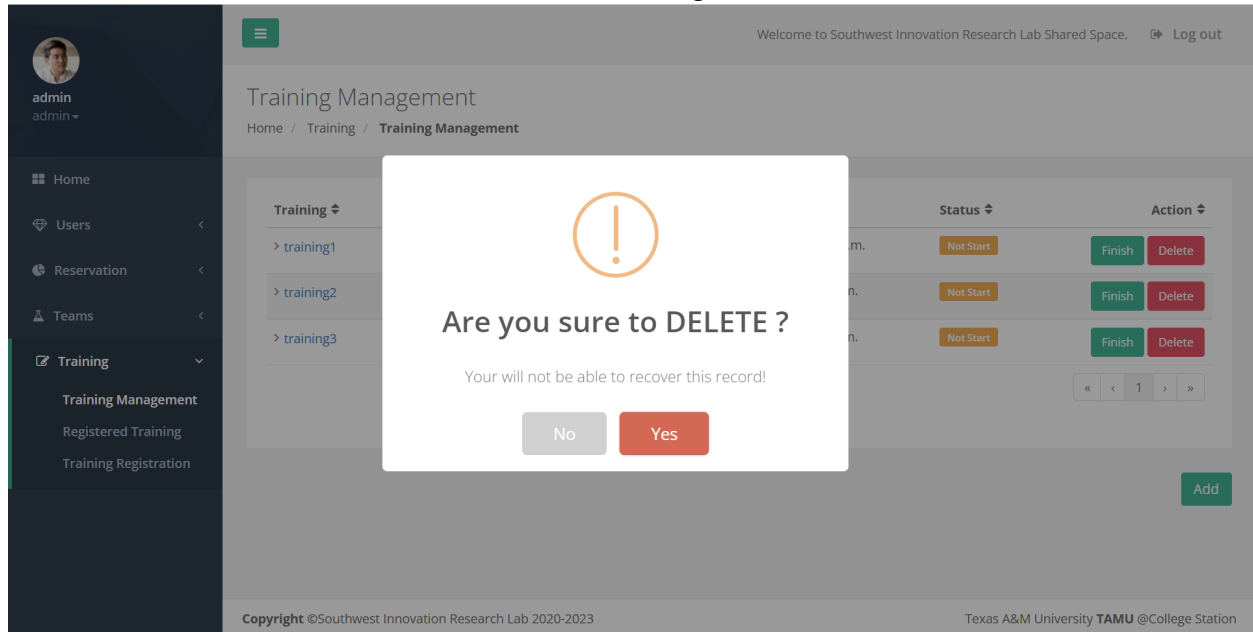 Welcome to Southwest Innovation Research Lab Shared Space. Log out
admin
admin
Training Management
Home / Training / Training Management
Home
Users
Reservation
Teams
Training
Training Management
Registered Training
Training Registration
Training Status Action
training1 .m. Not Start Finish Delete
training2 Not Start Finish Delete
training3 Not Start Finish Delete
« ‹ 1 › »
!
Are you sure to DELETE ?
Your will not be able to recover this record!
No Yes
Add
Copyright ©Southwest Innovation Research Lab 2020-2023 Texas A&M University TAMU @College Station